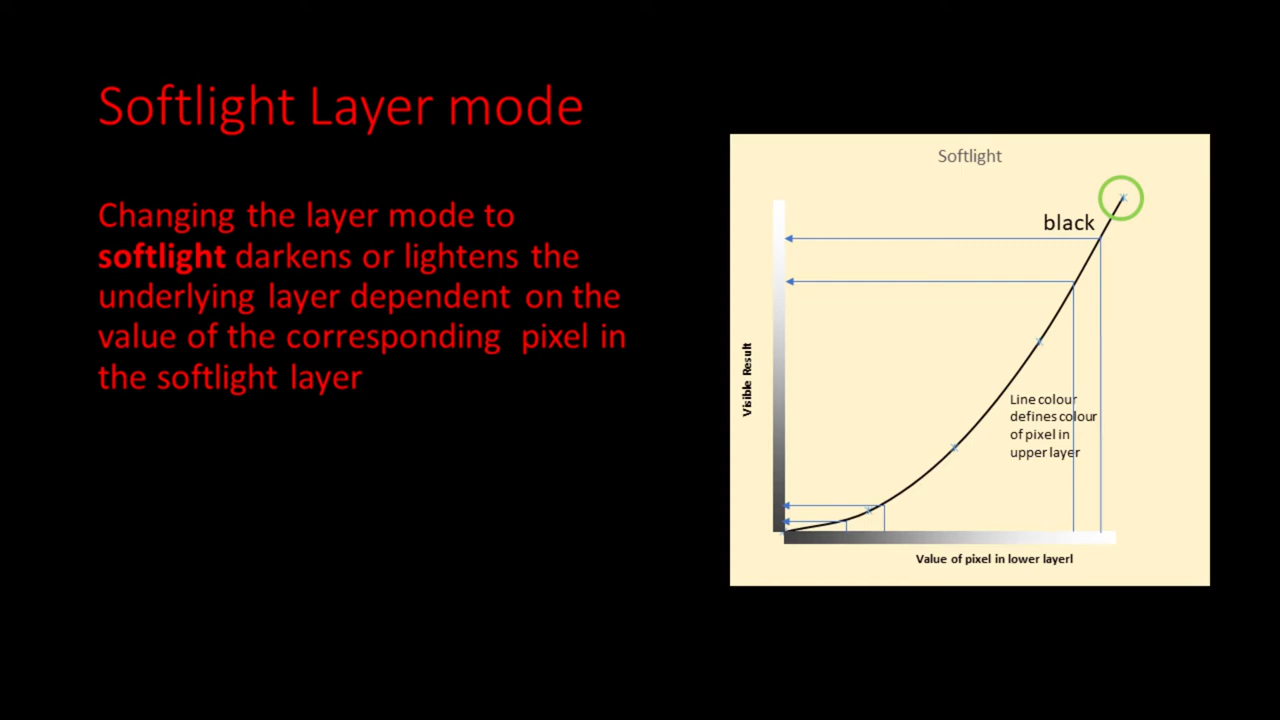 Softlight Layer mode
Changing the layer mode to
softlight darkens or lightens the
underlying layer dependent on the
value of the corresponding pixel in
the softlight layer
Softlight
black
Visible Result
Line colour
defines colour
of pixel in
upper layer
Value of pixel in lower layerl